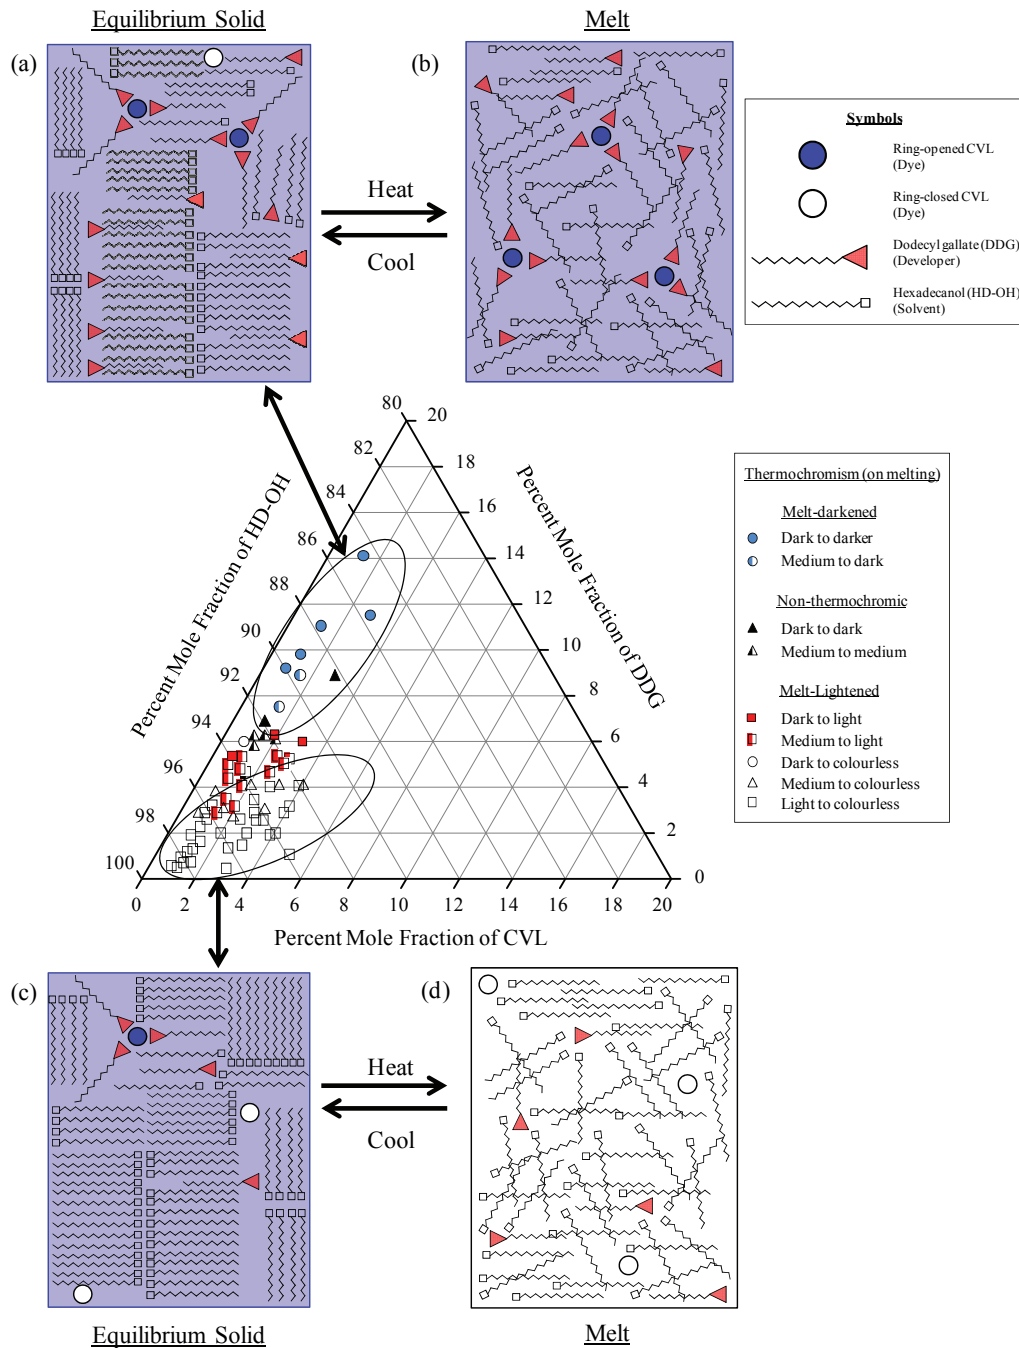 Equilibrium Solid
Melt
(a)
(b)
Symbols
Ring-opened CVL
(Dye)
Ring-closed CVL
(Dye)
Dodecyl gallate (DDG)
(Developer)
Hexadecanol (HD-OH)
(Solvent)
Heat
Cool
80
82
84
86
88
90
92
94
96
98
100
Percent Mole Fraction of HD-OH
20
18
16
14
12
10
8
6
4
2
0
Percent Mole Fraction of DDG
0
2
4
6
8
10
12
14
16
18
20
Percent Mole Fraction of CVL
Thermochromism (on melting)
Melt-darkened
Dark to darker
Medium to dark
Non-thermochromic
Dark to dark
Medium to medium
Melt-Lightened
Dark to light
Medium to light
Dark to colourless
Medium to colourless
Light to colourless
(c)
(d)
Heat
Cool
Equilibrium Solid
Melt